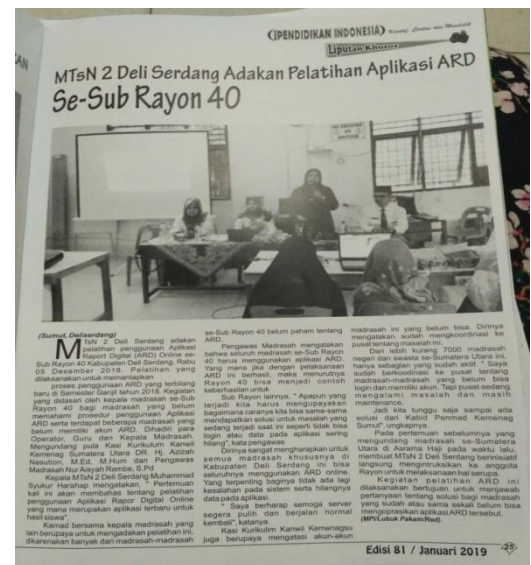 PENDIDIKAN INDONESIA
Liputan Khusus
MTsN 2 Deli Serdang Adakan Pelatihan Aplikasi ARD
Se-Sub Rayon 40
(Sumut, Deliserdang)
MTsN 2 Deli Serdang adakan
pelatihan penggunaan Aplikasi
Raport Digital (ARD) Online se-
Sub Rayon 40 Kabupaten Deli Serdang, Rabu
05 Desember 2018. Pelatihan yang
dilaksanakan untuk memantapkan
proses penggunaan ARD yang terbilang
baru di Semester Ganjil tahun 2018. Kegiatan
yang didasari oleh kepala madrasah se-Sub
Rayon 40 bagi madrasah yang belum
memahami prosedur penggunaan Aplikasi
ARD serta terdapat beberapa madrasah yang
belum memiliki akun ARD. Dihadiri para
Operator, Guru dan Kepala Madrasah.
Mengundang pula Kasi Kurikulum Kanwil
Kemenag Sumatera Utara DR. Hj. Azizah
Nasution, M.Ed, M.Hum dan Pengawas
Madrasah Nur Aisyah Rambe, S.Pd
Kepala MTsN 2 Deli Serdang Muhammad
Syukur Harahap mengatakan, " Pertemuan
kali ini akan membahas tentang pelatihan
penggunaan Aplikasi Rapor Digital Online
yang mana merupakan aplikasi terbaru untuk
hasil siswa".
Kamad bersama kepala madrasah yang
lain berupaya untuk mengadakan pelatihan ini,
dikarenakan banyak dari madrasah-madrasah
se-Sub Rayon 40 belum paham tentang
ARD.
Pengawas Madrasah mengatakan
bahwa seluruh madrasah se-Sub Rayon
40 harus menggunakan aplikasi ARD.
Yang mana jika dengan pelaksanaan
ARD ini berhasil, maka menurutnya
Rayon 40 bisa menjadi contoh
keberhasilan untuk
Sub Rayon lainnya. " Apapun yang
terjadi kita harus mengupayakan
bagaimana caranya kita bisa sama-sama
mendapatkan solusi untuk masalah yang
sedang terjadi saat ini seperti tidak bisa
login atau data pada aplikasi sering
hilang", kata pengawas
Dirinya sangat mengharapkan untuk
semua madrasah khususnya di
Kabupaten Deli Serdang ini bisa
seluruhnya menggunakan ARD online.
Yang terpenting baginya tidak ada lagi
kesalahan pada sistem serta hilangnya
data pada aplikasi.
" Saya berharap semoga server
segera pulih dan berjalan normal
kembali", katanya.
Kasi Kurikulim Kanwil Kemenagsu
juga berupaya mengatasi akun-akun
madrasah ini yang belum bisa. Dirinya
mengatakan sudah mengkoordinasi ke
pusat tentang masalah ini.
Dari lebih kurang 7000 madrasah
negeri dan swasta se-Sumatera Utara ini,
hanya sebagian yang sudah aktif. " Saya
sudah berkoordinasi ke pusat tentang
madrasah-madrasah yang belum bisa
login dan memiliki akun. Tapi pusat sedang
mengalami masalah dan masih
maintenance.
Jadi kita tunggu saja sampai ada
solusi dari Kabid Penmad Kemenag
Sumut", ungkapnya.
Pada pertemuan sebelumnya yang
mengundang madrasah se-Sumatera
Utara di Asrama Haji pada waktu lalu,
membuat MTsN 2 Deli Serdang berinisiatif
langsung menginstruksikan ke anggota
Rayon untuk melaksanakan hal serupa.
Kegiatan pelatihan ARD ini
dilaksanakan bertujuan untuk menjawab
pertanyaan tentang solusi bagi madrasah
yang sudah atau sama sekali belum bisa
mengoprasikan aplikasi ARD tersebut.
(MPI/Lubuk Pakam/Red).
Edisi 81 / Januari 2019
25